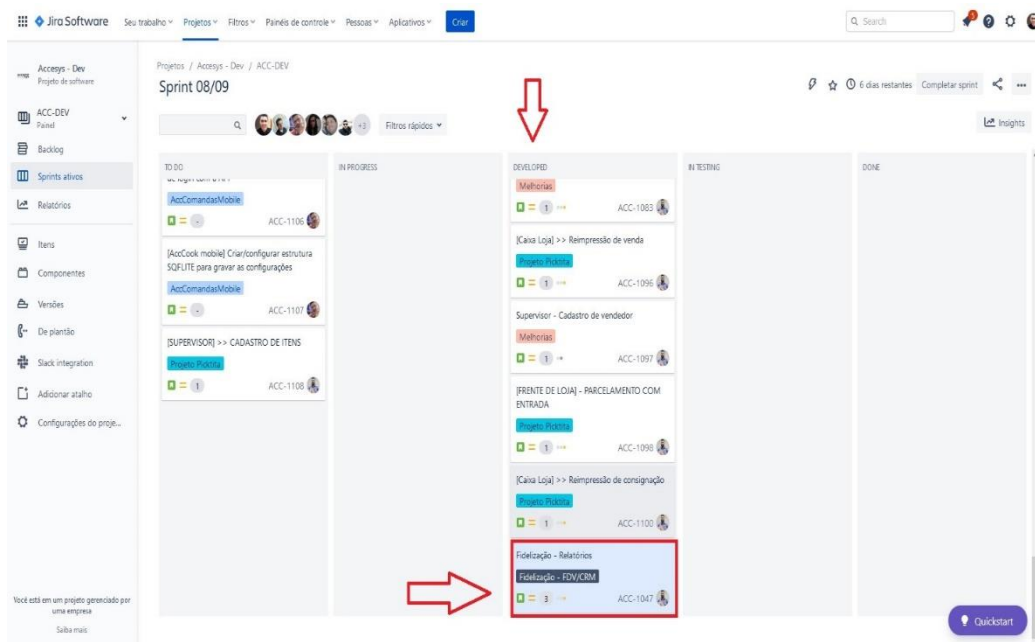 Jira Software Seu trabalho Projetos Filtros Painéis de controle Pessoas Aplicativos Criar Search
Accesys - Dev
Projeto de software
ACC-DEV
Painel
Backlog
Sprints ativos
Relatórios
Itens
Componentes
Versões
De plantão
Slack integration
Adicionar atalho
Configurações do proje...
Você está em um projeto gerenciado por
uma empresa
Saiba mais
Projetos / Accesys - Dev / ACC-DEV
Sprint 08/09
6 dias restantes Completar sprint
+3 Filtros rápidos
Insights
TO DO
AccComandasMobile
- ACC-1106
[AccCook mobile] Criar/configurar estrutura
SQFLITE para gravar as configurações
AccComandasMobile
- ACC-1107
[SUPERVISOR] >> CADASTRO DE ITENS
Projeto Picktita
1 ACC-1108
IN PROGRESS
DEVELOPED
Melhorias
1 ACC-1083
[Caixa Loja] >> Reimpressão de venda
Projeto Picktita
1 ACC-1096
Supervisor - Cadastro de vendedor
Melhorias
1 ACC-1097
[FRENTE DE LOJA] - PARCELAMENTO COM
ENTRADA
Projeto Picktita
1 ACC-1098
[Caixa Loja] >> Reimpressão de consignação
Projeto Picktita
1 ACC-1100
Fidelização - Relatórios
Fidelização - FDV/CRM
3 ACC-1047
IN TESTING
DONE
Quickstart